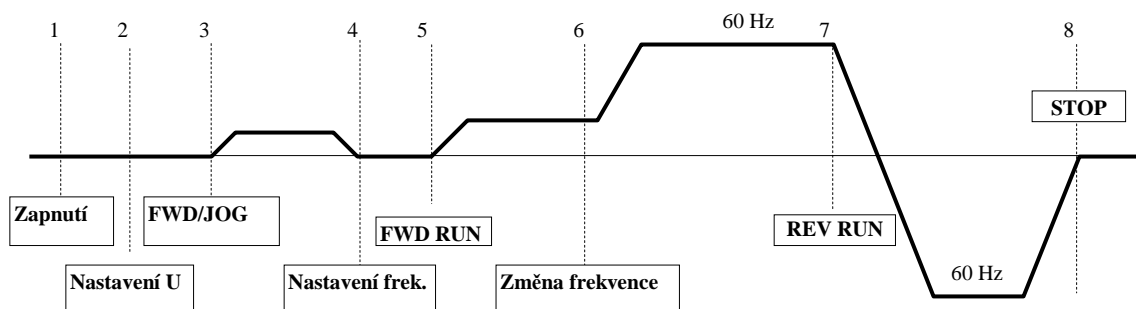 1 2 3 4 5 6 60 Hz 7 8
STOP
Zapnutí FWD/JOG FWD RUN REV RUN
Nastavení U Nastavení frek. Změna frekvence 60 Hz